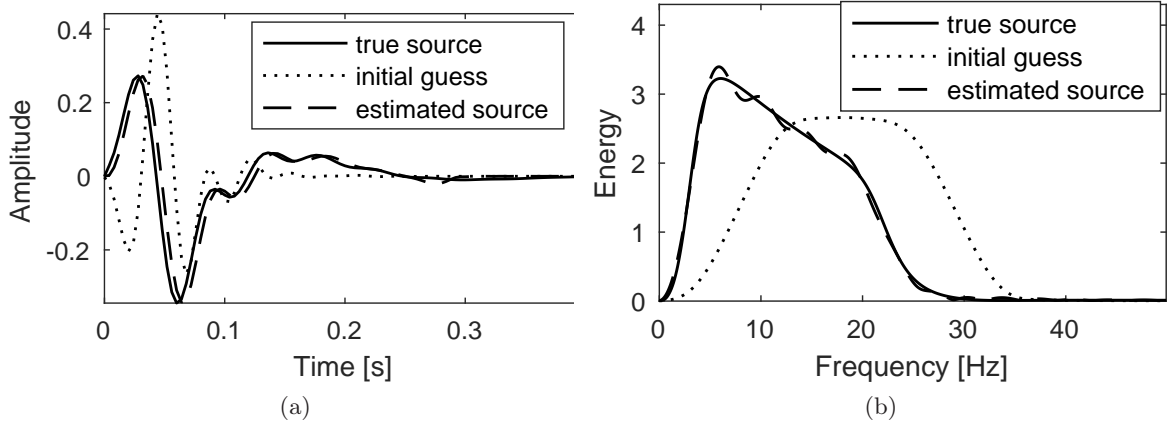 0.4
0.2
0
-0.2
Amplitude
true source
initial guess
estimated source
0
0.1
0.2
0.3
Time [s]
(a)
4
3
2
1
0
Energy
true source
initial guess
estimated source
0
10
20
30
40
Frequency [Hz]
(b)